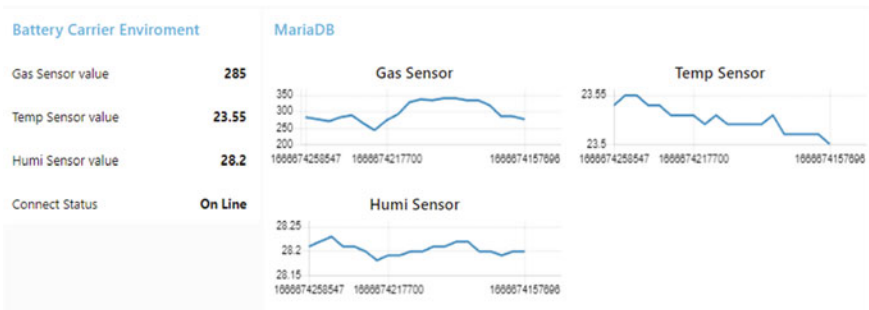 Battery Carrier Enviroment
Gas Sensor value 285
Temp Sensor value 23.55
Humi Sensor value 28.2
Connect Status On Line
MariaDB
Gas Sensor
350
300
250
200
1666674258547 1666674217700 1666674157696
Temp Sensor
23.55
23.5
1666674258547 1666674217700 1666674157696
Humi Sensor
28.25
28.2
28.15
1666674258547 1666674217700 1666674157696